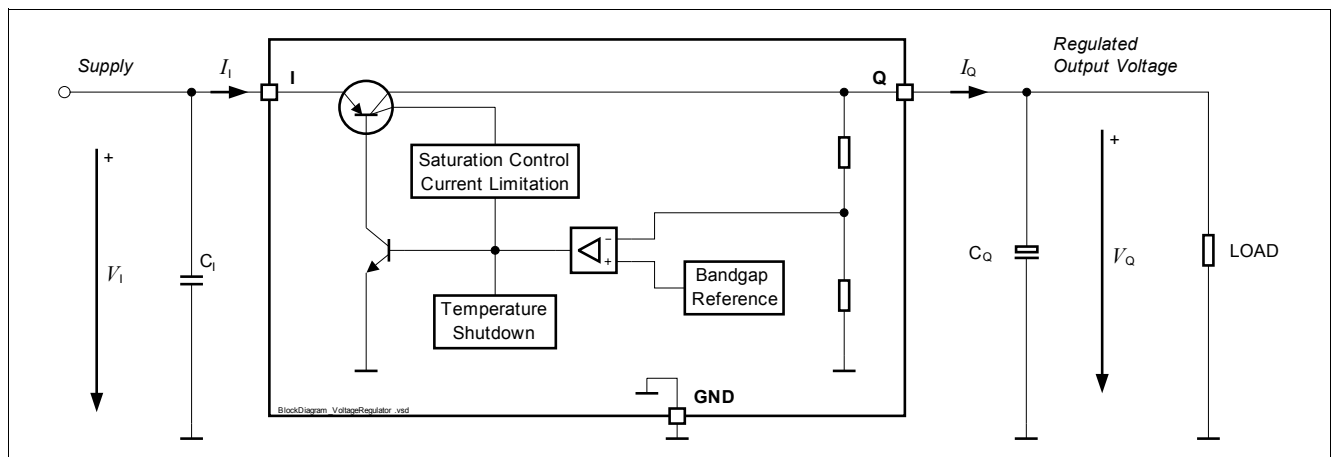 Supply
I_I
I
Q
I_Q
Regulated
Output Voltage
+
+
Saturation Control
Current Limitation
V_I
C_I
−
+
Bandgap
Reference
Temperature
Shutdown
C_Q
V_Q
LOAD
GND
BlockDiagram_VoltageRegulator .vsd